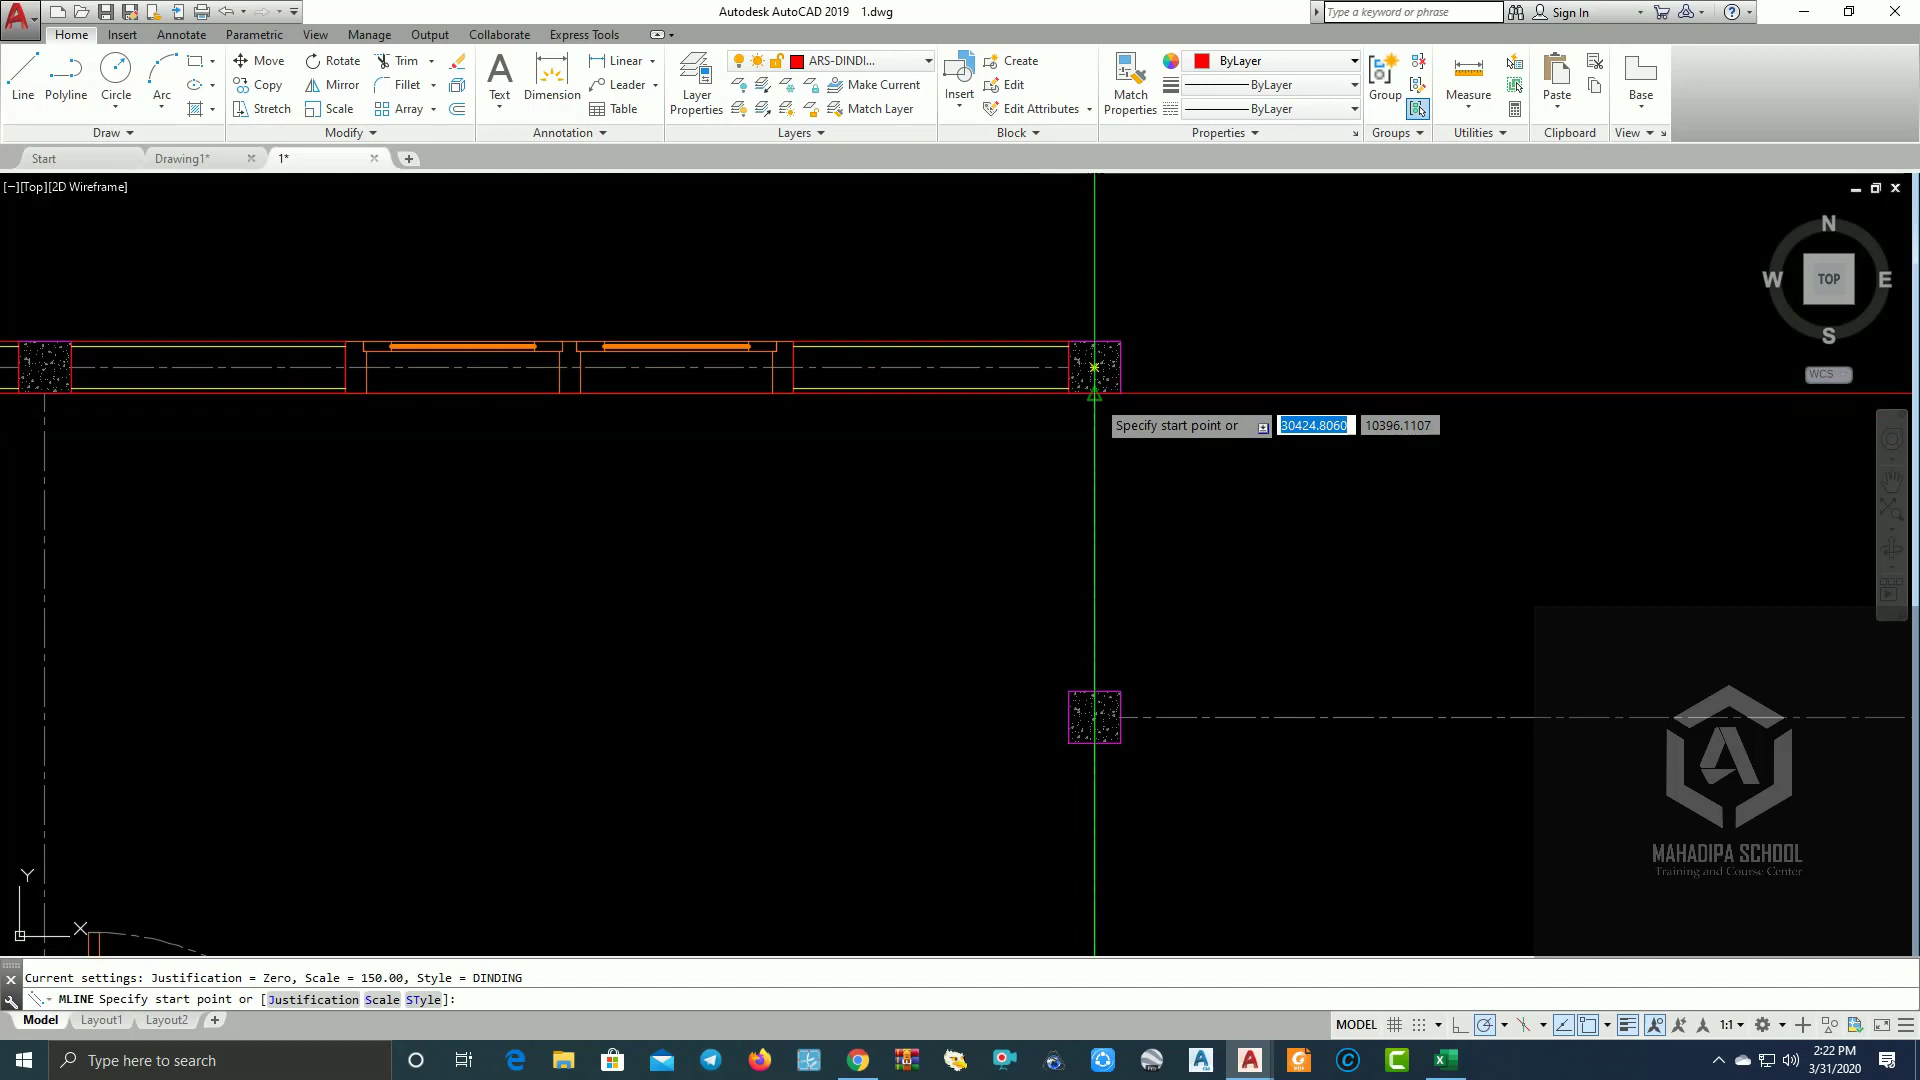 Autodesk AutoCAD 2019 1.dwg
Type a keyword or phrase
Sign In
Home Insert Annotate Parametric View Manage Output Collaborate Express Tools
Line Polyline Circle Arc
Draw
Move Rotate Trim
Copy Mirror Fillet
Stretch Scale Array
Modify
Text Dimension
Linear
Leader
Table
Annotation
Layer Properties
ARS-DINDI...
Make Current
Match Layer
Layers
Insert
Create
Edit
Edit Attributes
Block
Match Properties
ByLayer
ByLayer
ByLayer
Properties
Group
Groups
Measure
Utilities
Paste
Clipboard
Base
View
Start Drawing1* 1*
[−][Top][2D Wireframe]
N
W TOP E
S
WCS
Specify start point or 30424.8060 10396.1107
MAHADIPA SCHOOL
Training and Course Center
Y
X
Current settings: Justification = Zero, Scale = 150.00, Style = DINDING
MLINE Specify start point or [Justification Scale STyle]:
Model Layout1 Layout2
MODEL 1:1
Type here to search
2:22 PM
3/31/2020